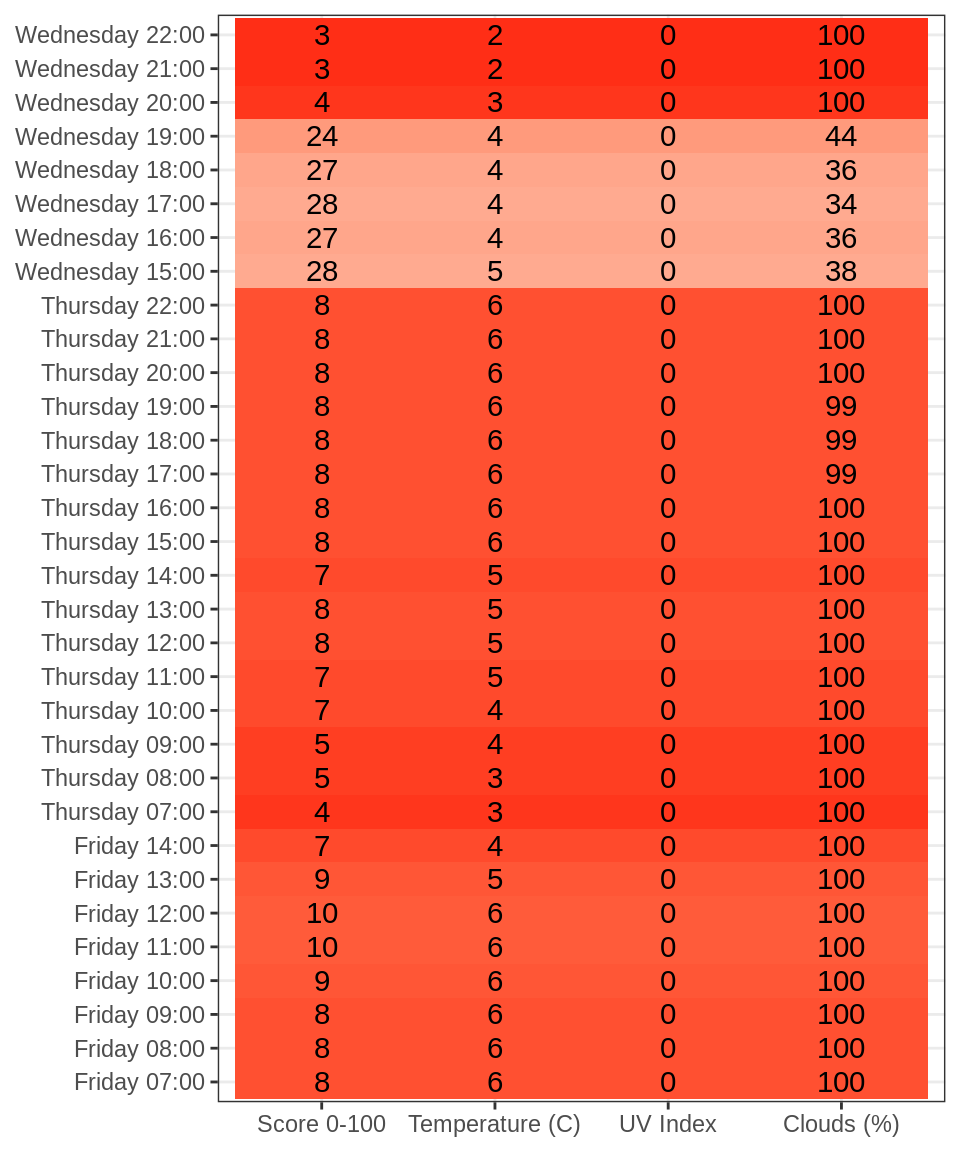 Wednesday 22:00 3 2 0 100
Wednesday 21:00 3 2 0 100
Wednesday 20:00 4 3 0 100
Wednesday 19:00 24 4 0 44
Wednesday 18:00 27 4 0 36
Wednesday 17:00 28 4 0 34
Wednesday 16:00 27 4 0 36
Wednesday 15:00 28 5 0 38
Thursday 22:00 8 6 0 100
Thursday 21:00 8 6 0 100
Thursday 20:00 8 6 0 100
Thursday 19:00 8 6 0 99
Thursday 18:00 8 6 0 99
Thursday 17:00 8 6 0 99
Thursday 16:00 8 6 0 100
Thursday 15:00 8 6 0 100
Thursday 14:00 7 5 0 100
Thursday 13:00 8 5 0 100
Thursday 12:00 8 5 0 100
Thursday 11:00 7 5 0 100
Thursday 10:00 7 4 0 100
Thursday 09:00 5 4 0 100
Thursday 08:00 5 3 0 100
Thursday 07:00 4 3 0 100
Friday 14:00 7 4 0 100
Friday 13:00 9 5 0 100
Friday 12:00 10 6 0 100
Friday 11:00 10 6 0 100
Friday 10:00 9 6 0 100
Friday 09:00 8 6 0 100
Friday 08:00 8 6 0 100
Friday 07:00 8 6 0 100
Score 0-100 Temperature (C) UV Index Clouds (%)